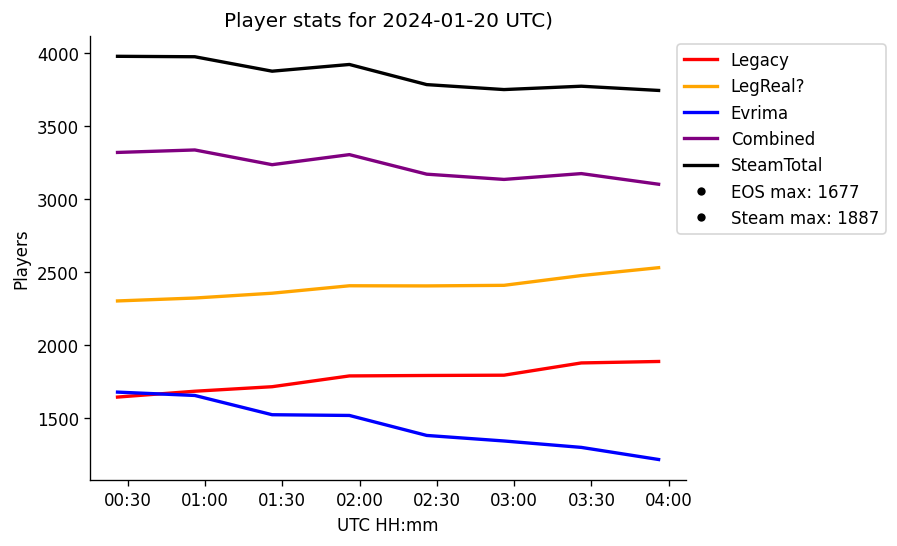 Player stats for 2024-01-20 UTC)
4000
3500
3000
2500
2000
1500
Players
00:30 01:00 01:30 02:00 02:30 03:00 03:30 04:00
UTC HH:mm
Legacy
LegReal?
Evrima
Combined
SteamTotal
EOS max: 1677
Steam max: 1887